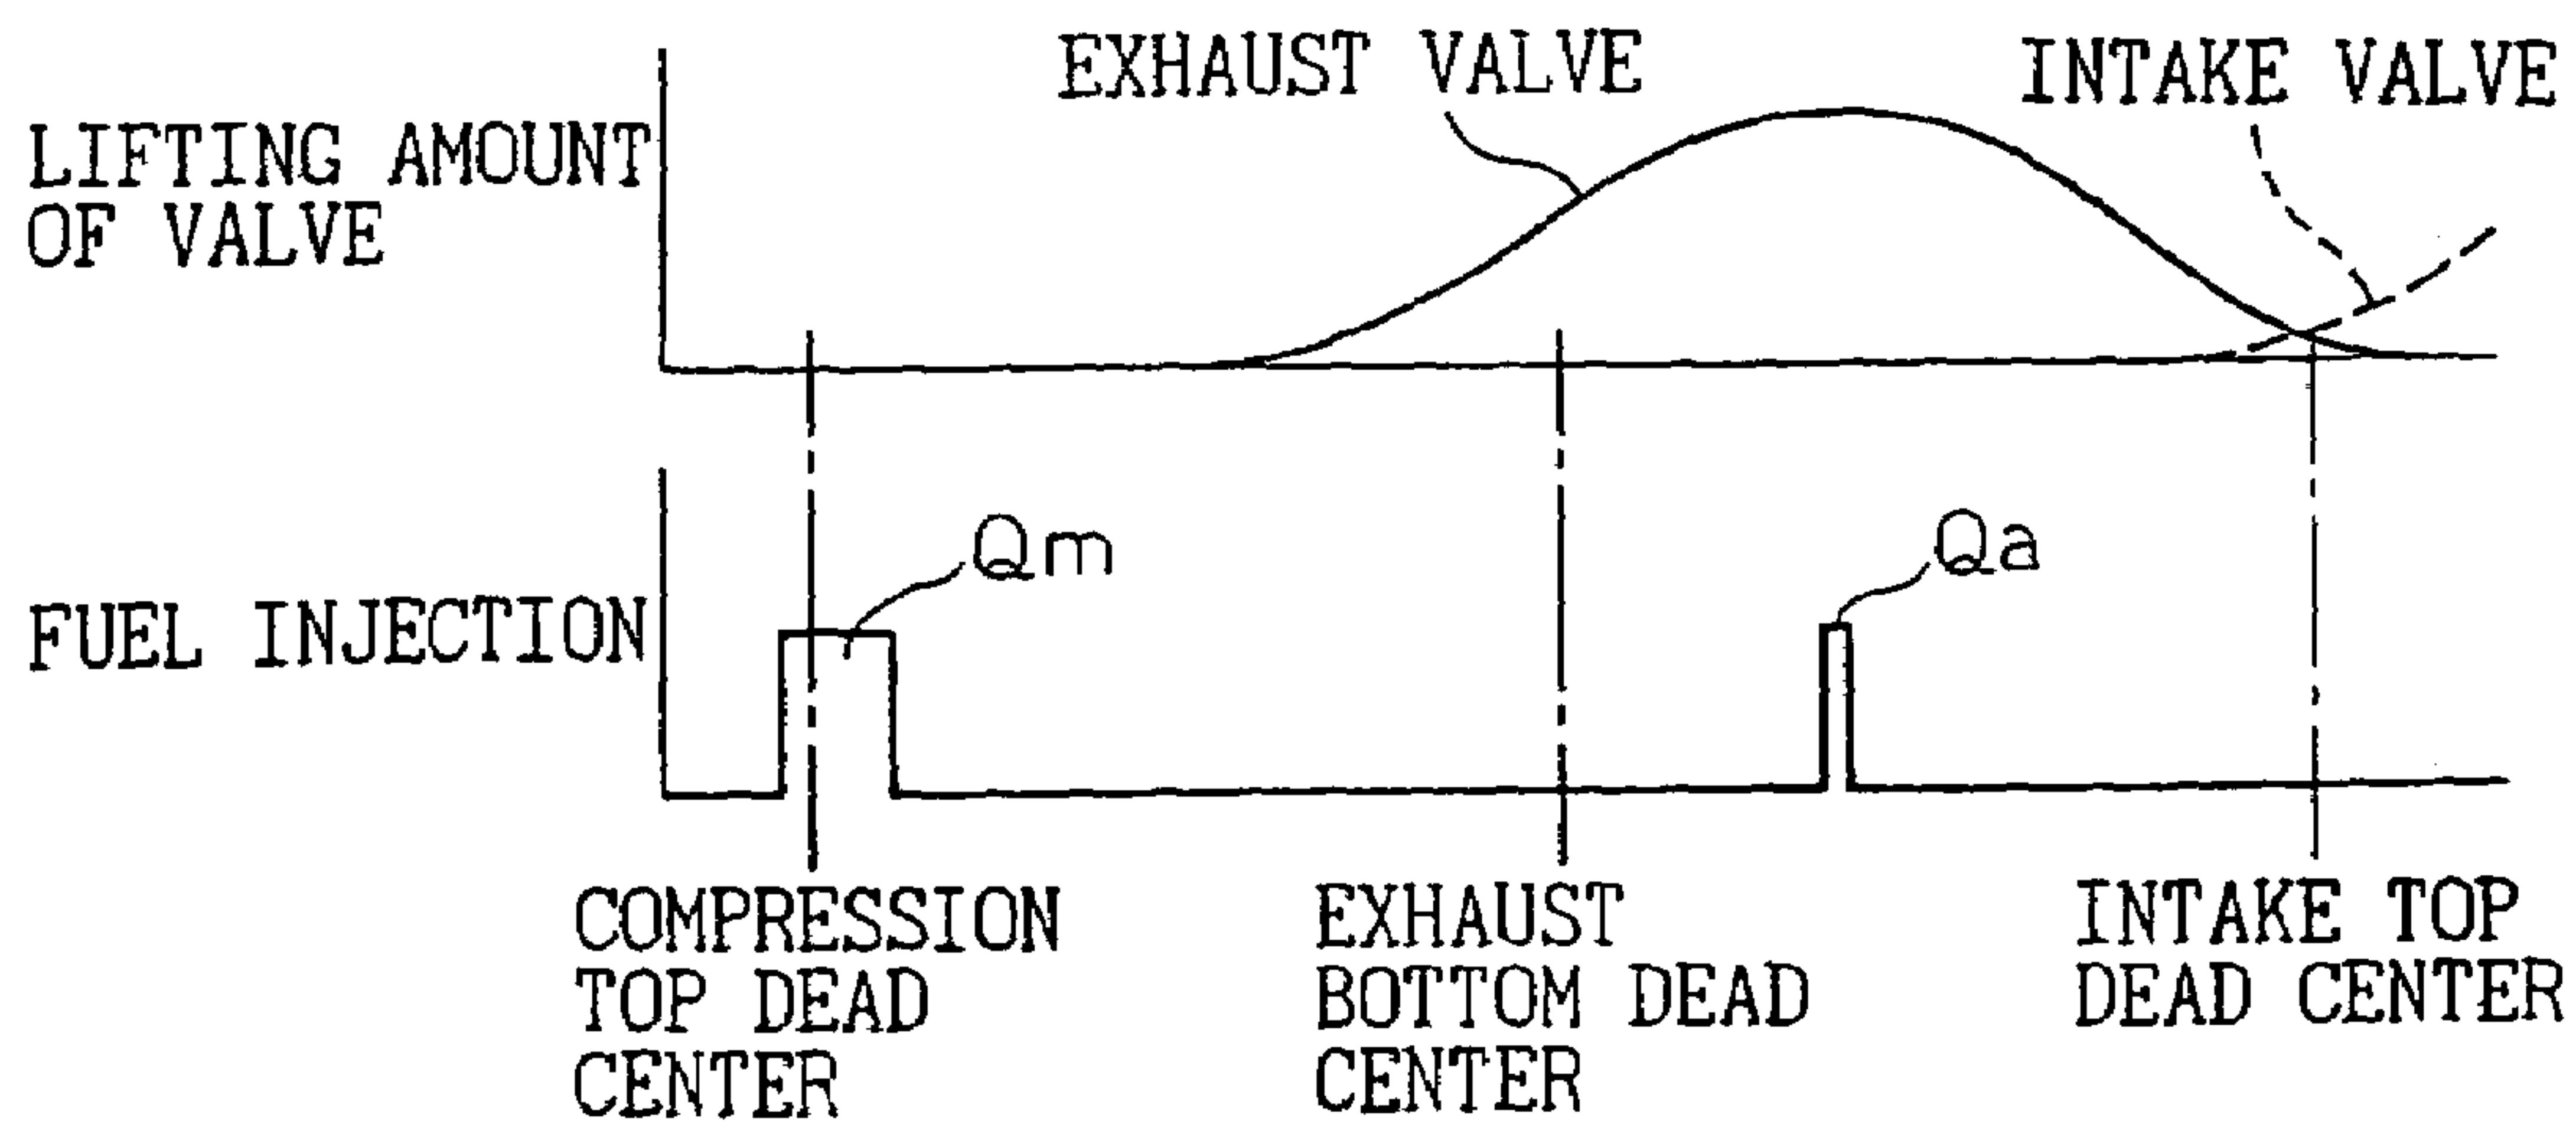 EXHAUST VALVE
INTAKE VALVE
LIFTING AMOUNT
OF VALVE
Qm
Qa
FUEL INJECTION
COMPRESSION
TOP DEAD
CENTER
EXHAUST
BOTTOM DEAD
CENTER
INTAKE TOP
DEAD CENTER